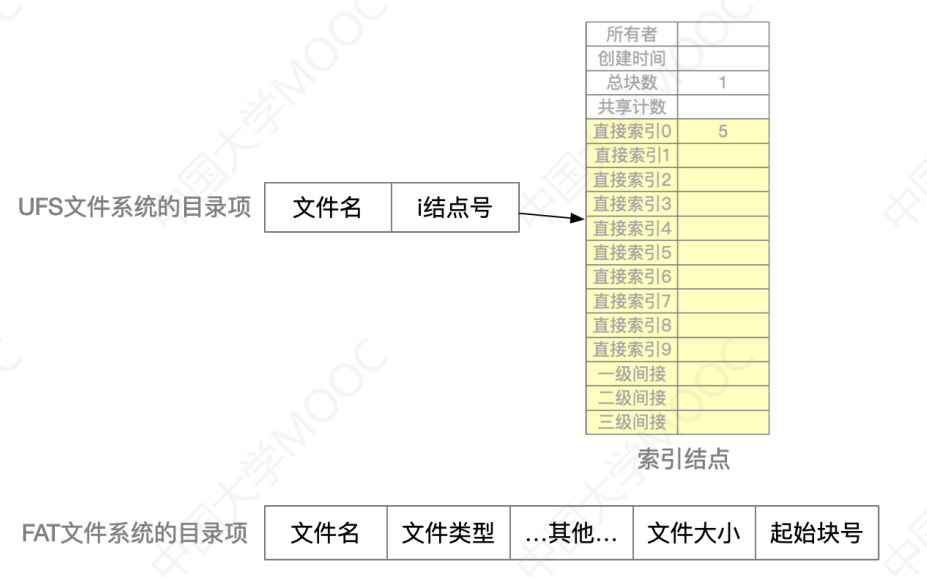 所有者
创建时间
总块数 1
共享计数
直接索引0 5
直接索引1
直接索引2
直接索引3
直接索引4
直接索引5
直接索引6
直接索引7
直接索引8
直接索引9
一级间接
二级间接
三级间接
索引结点
UFS文件系统的目录项 文件名 i结点号
FAT文件系统的目录项 文件名 文件类型 ...其他... 文件大小 起始块号
中国大学MOOC